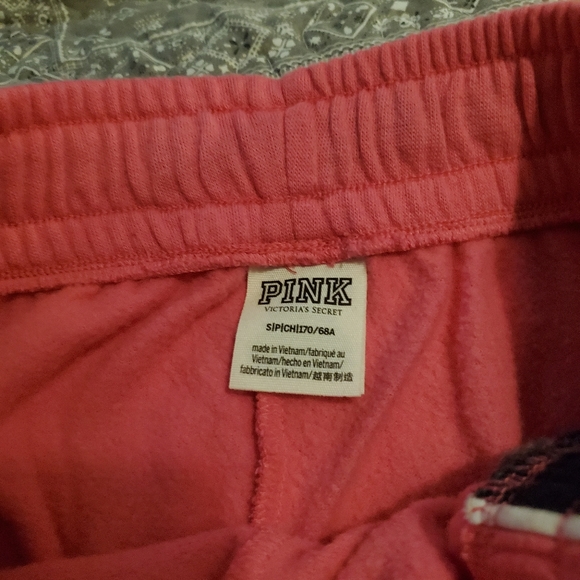 PINK
VICTORIA'S SECRET
S|P|CH|170/68A
made in Vietnam/fabriqué au
Vietnam/hecho en Vietnam/
fabbricato in Vietnam/越南制造